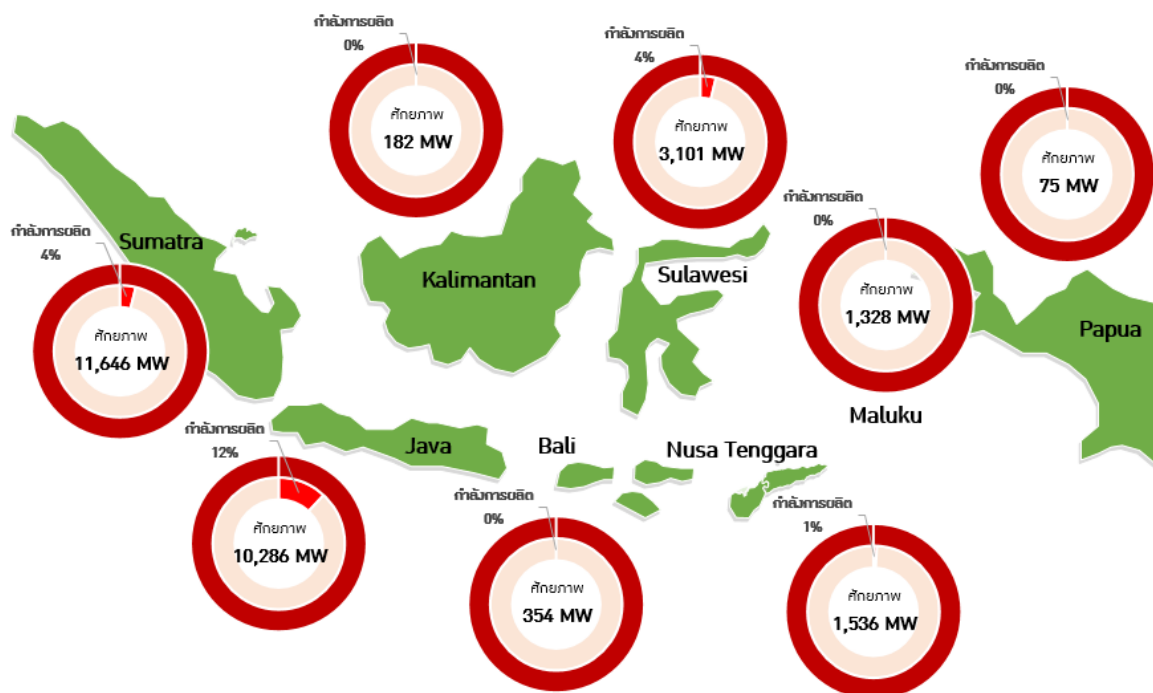 กำลังการผลิต
0%
ศักยภาพ
182 MW
กำลังการผลิต
4%
ศักยภาพ
3,101 MW
กำลังการผลิต
0%
ศักยภาพ
75 MW
Sumatra
กำลังการผลิต
4%
ศักยภาพ
11,646 MW
Kalimantan
Sulawesi
กำลังการผลิต
0%
ศักยภาพ
1,328 MW
Papua
Maluku
กำลังการผลิต
12%
ศักยภาพ
10,286 MW
Java
Bali
Nusa Tenggara
กำลังการผลิต
0%
ศักยภาพ
354 MW
กำลังการผลิต
1%
ศักยภาพ
1,536 MW